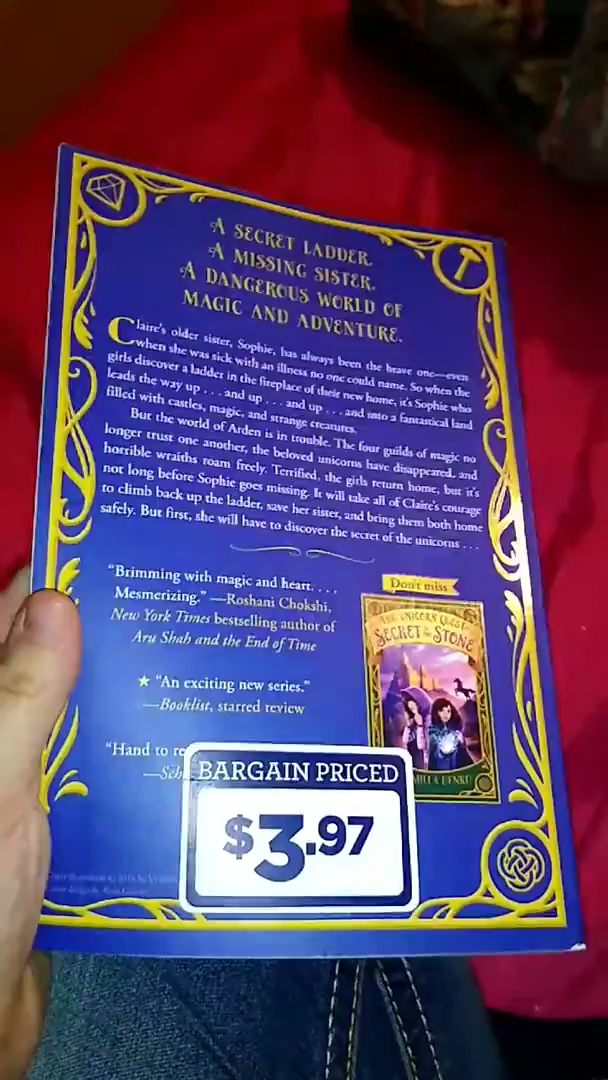 A SECRET LADDER.
A MISSING SISTER.
A DANGEROUS WORLD OF
MAGIC AND ADVENTURE.
Claire's older sister, Sophie, has always been the brave one—even
when she was sick with an illness no one could name. So when the
girls discover a ladder in the fireplace of their new home, it's Sophie who
leads the way up . . . and up . . . and up . . . and into a fantastical land
filled with castles, magic, and strange creatures.
But the world of Arden is in trouble. The four guilds of magic no
longer trust one another, the beloved unicorns have disappeared, and
horrible wraiths roam freely. Terrified, the girls return home, but it's
not long before Sophie goes missing. It will take all of Claire's courage
to climb back up the ladder, save her sister, and bring them both home
safely. But first, she will have to discover the secret of the unicorns . . .
"Brimming with magic and heart. . . .
Mesmerizing." —Roshani Chokshi,
New York Times bestselling author of
Aru Shah and the End of Time
★ "An exciting new series."
—Booklist, starred review
"Hand to re
—Sch
Don't miss
THE UNICORN QUEST
SECRET IN THE STONE
BENKO
BARGAIN PRICED
$3.97